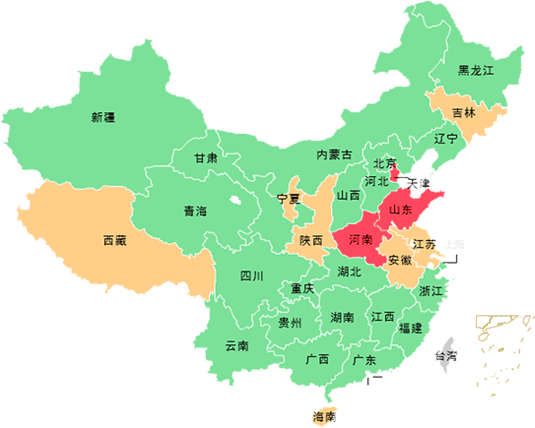 黑龙江
吉林
新疆
辽宁
内蒙古
甘肃
北京
河北
天津
宁夏
山西
青海
山东
西藏
陕西
河南
江苏
上海
安徽
四川
湖北
重庆
浙江
湖南
江西
贵州
福建
云南
广西
广东
台湾
海南